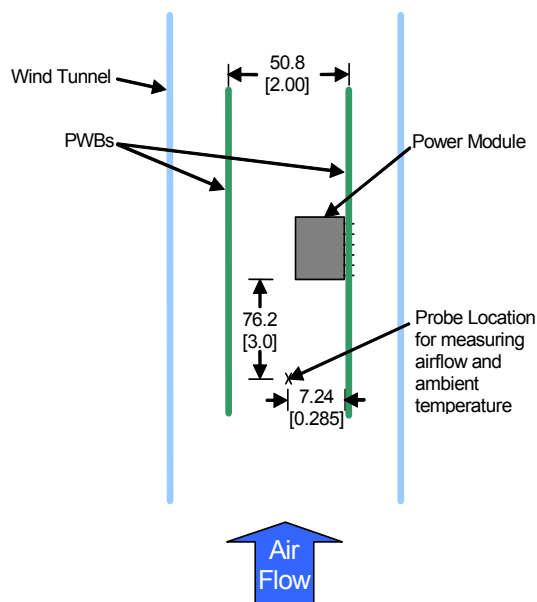 50.8
[2.00]
Wind Tunnel
PWBs
Power Module
76.2
[3.0]
Probe Location
for measuring
airflow and
ambient
temperature
x
7.24
[0.285]
Air
Flow